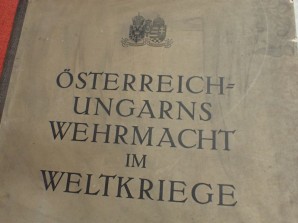 ÖSTERREICH=
UNGARNS
WEHRMACHT
IM
WELTKRIEGE